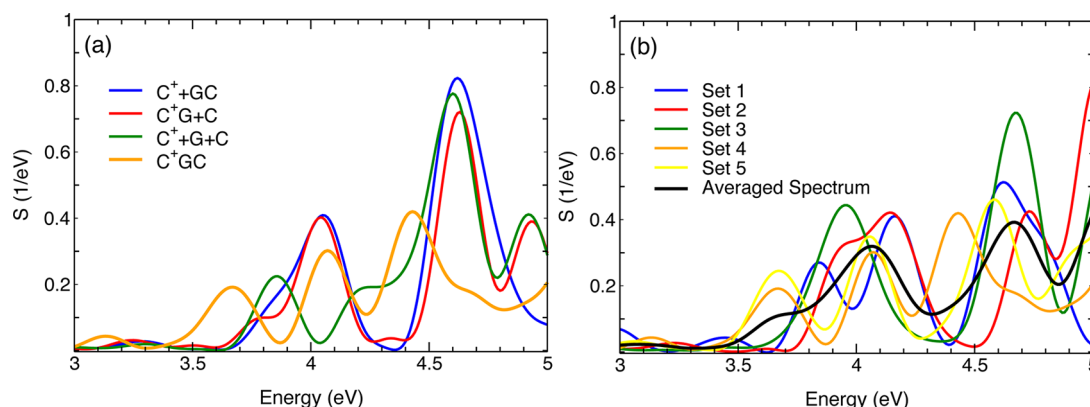 (a)
C⁺+GC
C⁺G+C
C⁺+G+C
C⁺GC
S (1/eV)
1
0.8
0.6
0.4
0.2
3 3.5 4 4.5 5
Energy (eV)
(b)
Set 1
Set 2
Set 3
Set 4
Set 5
Averaged Spectrum
S (1/eV)
1
0.8
0.6
0.4
0.2
3 3.5 4 4.5 5
Energy (eV)